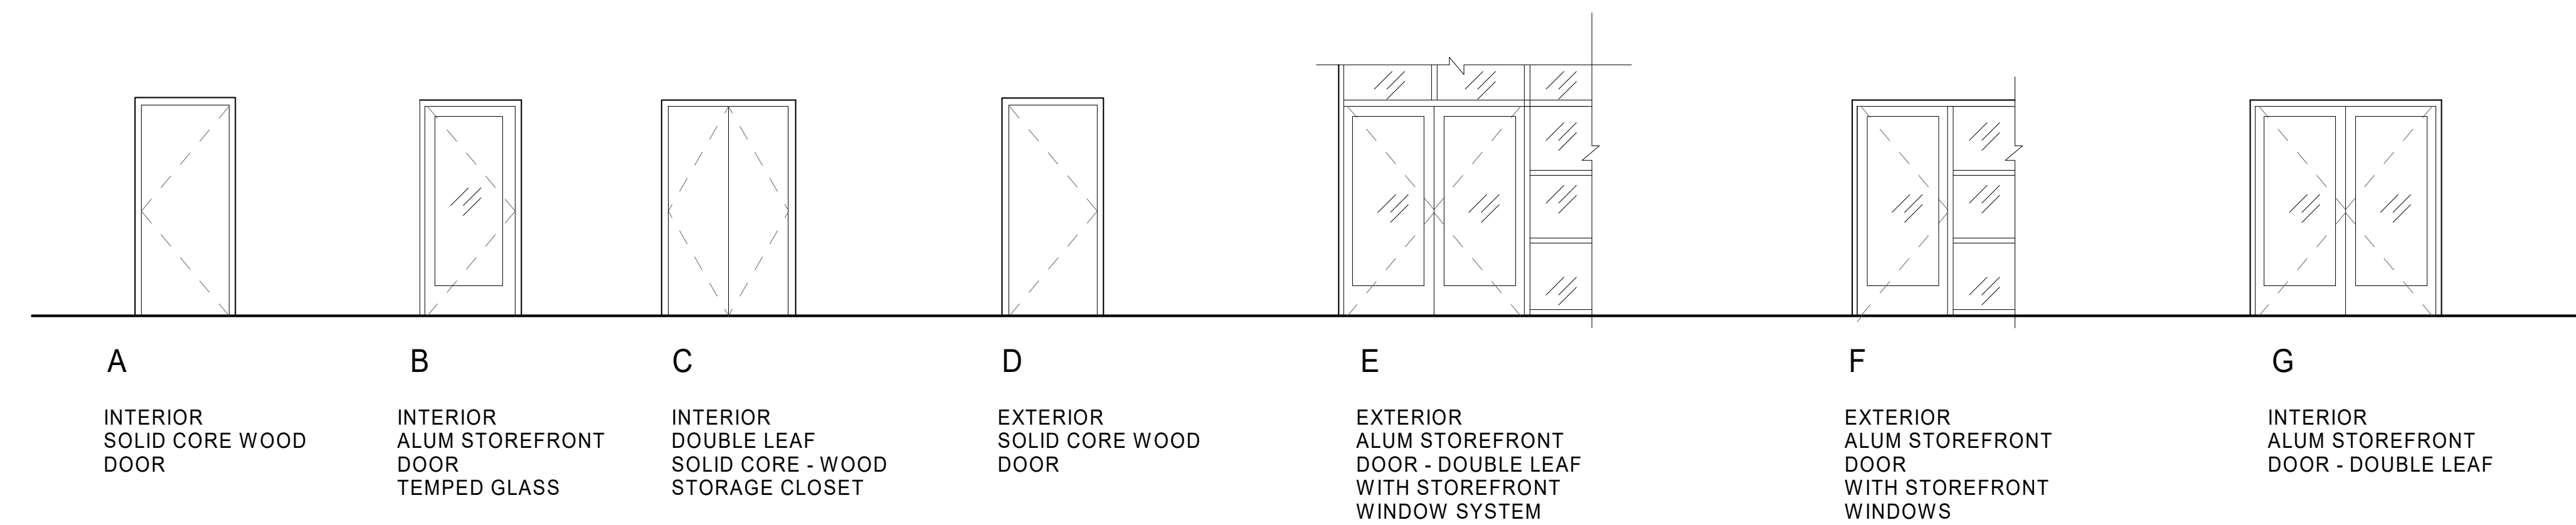 A
INTERIOR
SOLID CORE WOOD
DOOR
B
INTERIOR
ALUM STOREFRONT
DOOR
TEMPED GLASS
C
INTERIOR
DOUBLE LEAF
SOLID CORE - WOOD
STORAGE CLOSET
D
EXTERIOR
SOLID CORE WOOD
DOOR
E
EXTERIOR
ALUM STOREFRONT
DOOR - DOUBLE LEAF
WITH STOREFRONT
WINDOW SYSTEM
F
EXTERIOR
ALUM STOREFRONT
DOOR
WITH STOREFRONT
WINDOWS
G
INTERIOR
ALUM STOREFRONT
DOOR - DOUBLE LEAF